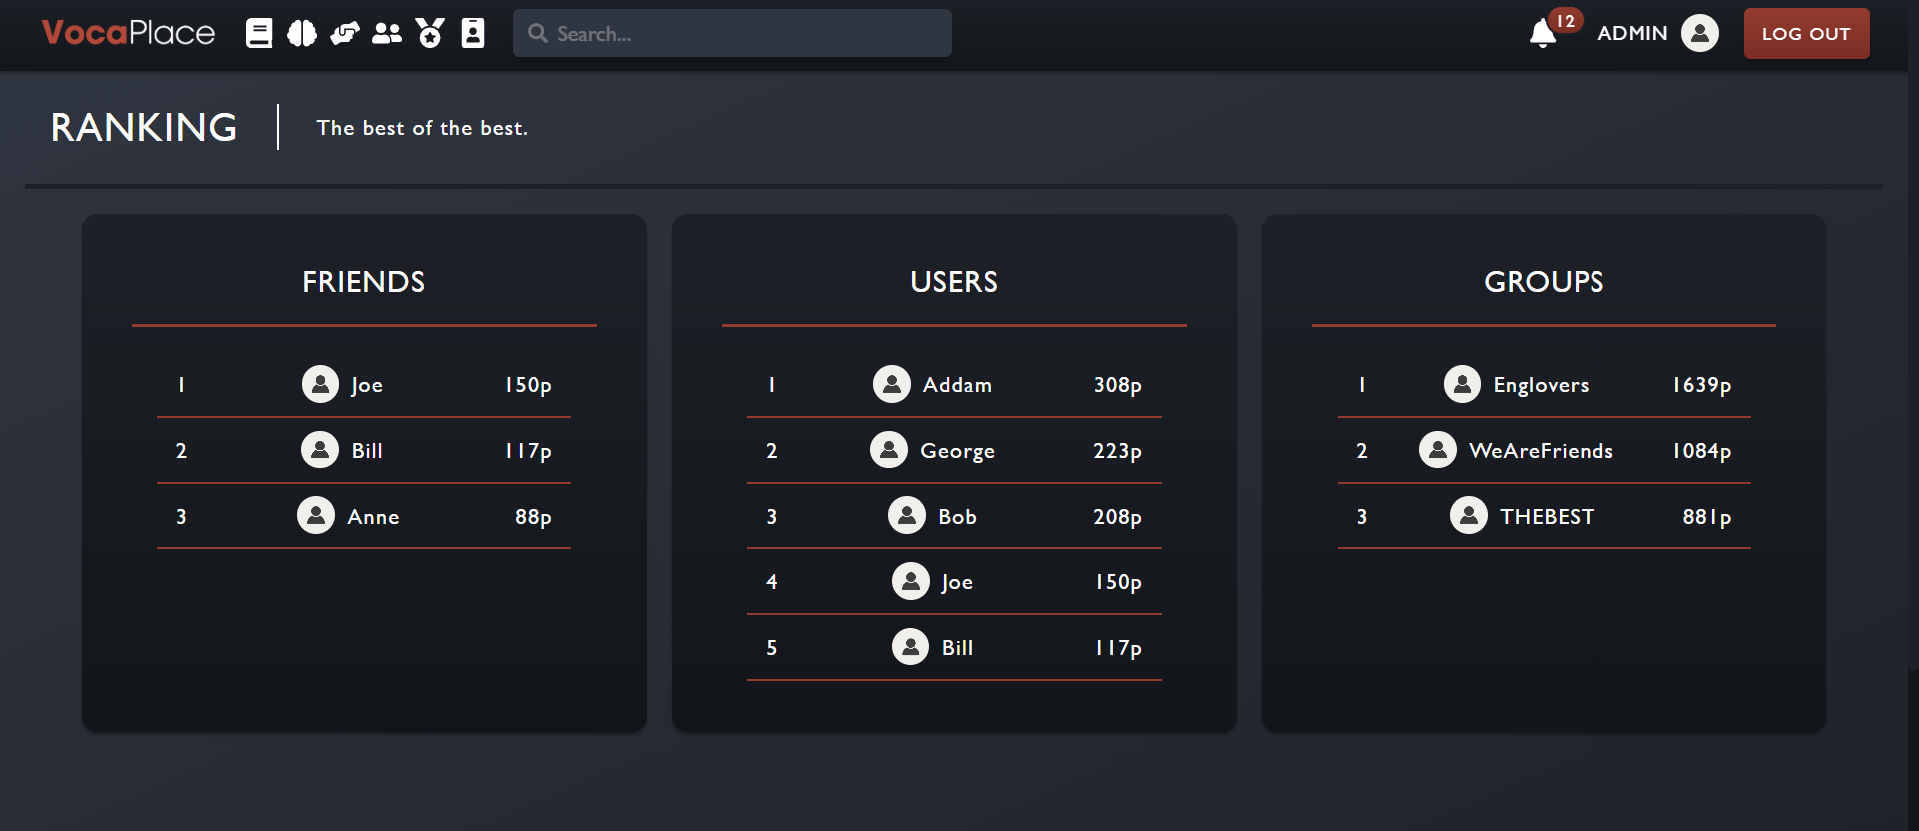 VocaPlace
Search...
12
ADMIN
LOG OUT
RANKING
The best of the best.
FRIENDS
1 Joe 150p
2 Bill 117p
3 Anne 88p
USERS
1 Addam 308p
2 George 223p
3 Bob 208p
4 Joe 150p
5 Bill 117p
GROUPS
1 Englovers 1639p
2 WeAreFriends 1084p
3 THEBEST 881p